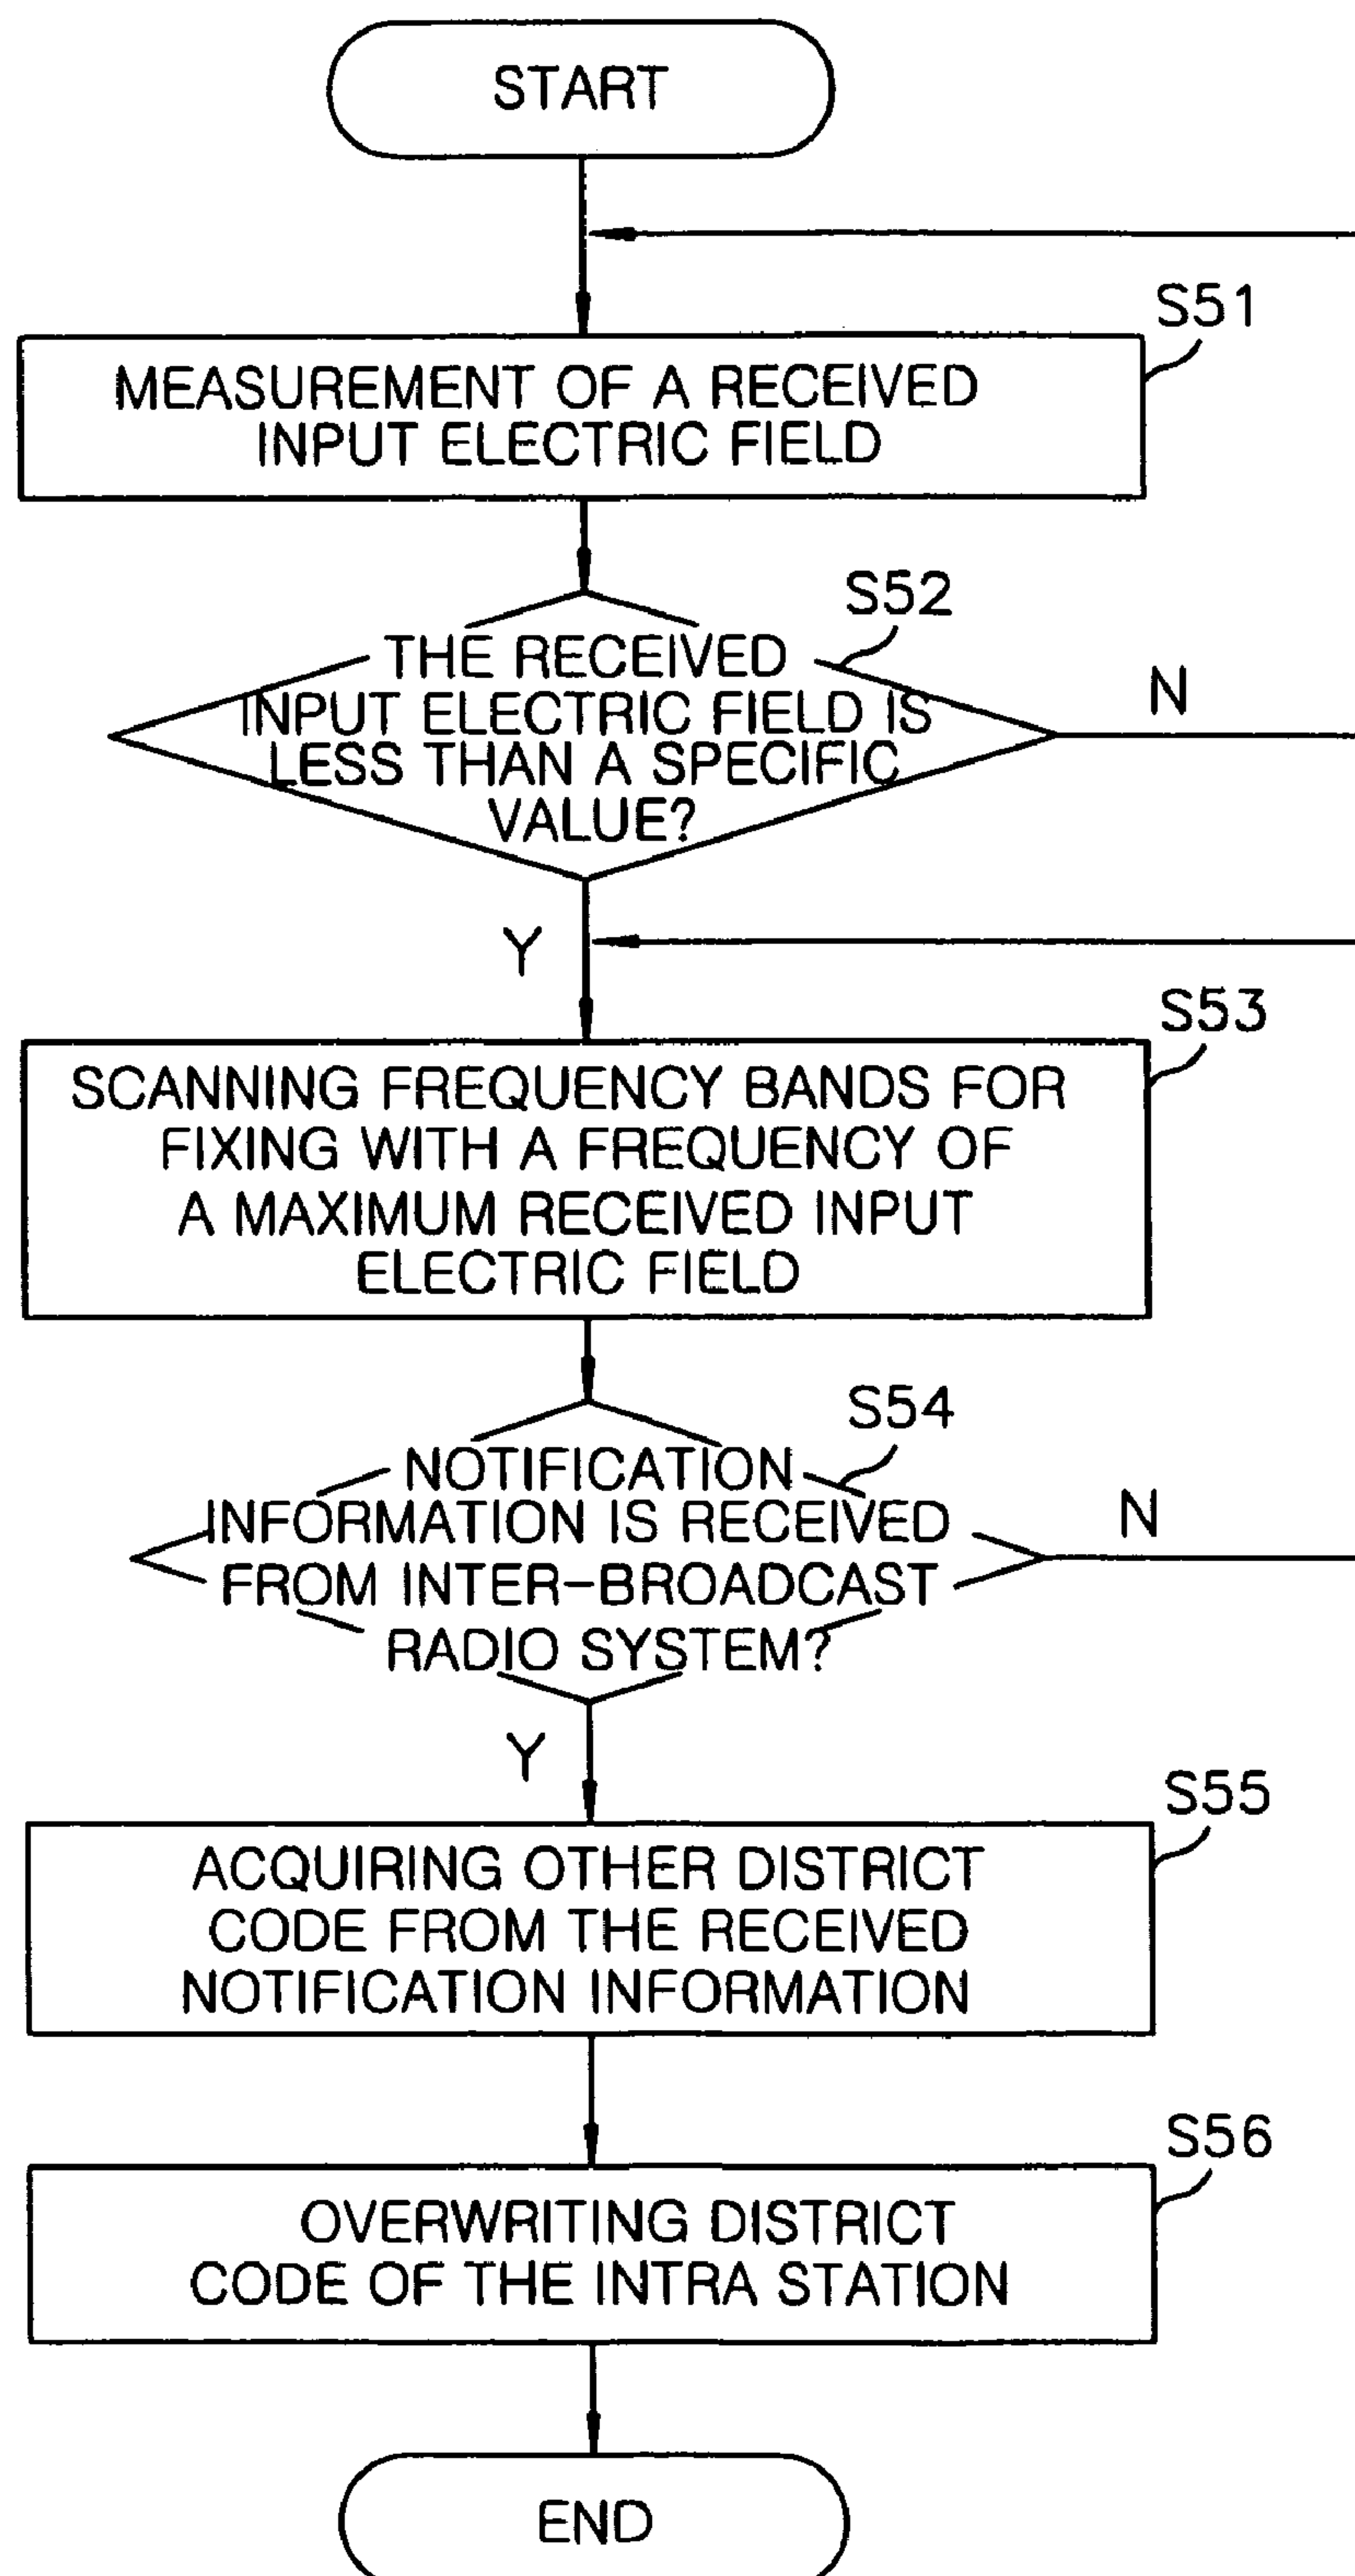 START
S51
MEASUREMENT OF A RECEIVED
INPUT ELECTRIC FIELD
S52
THE RECEIVED
INPUT ELECTRIC FIELD IS
LESS THAN A SPECIFIC
VALUE?
N
Y
S53
SCANNING FREQUENCY BANDS FOR
FIXING WITH A FREQUENCY OF
A MAXIMUM RECEIVED INPUT
ELECTRIC FIELD
S54
NOTIFICATION
INFORMATION IS RECEIVED
FROM INTER-BROADCAST
RADIO SYSTEM?
N
Y
S55
ACQUIRING OTHER DISTRICT
CODE FROM THE RECEIVED
NOTIFICATION INFORMATION
S56
OVERWRITING DISTRICT
CODE OF THE INTRA STATION
END